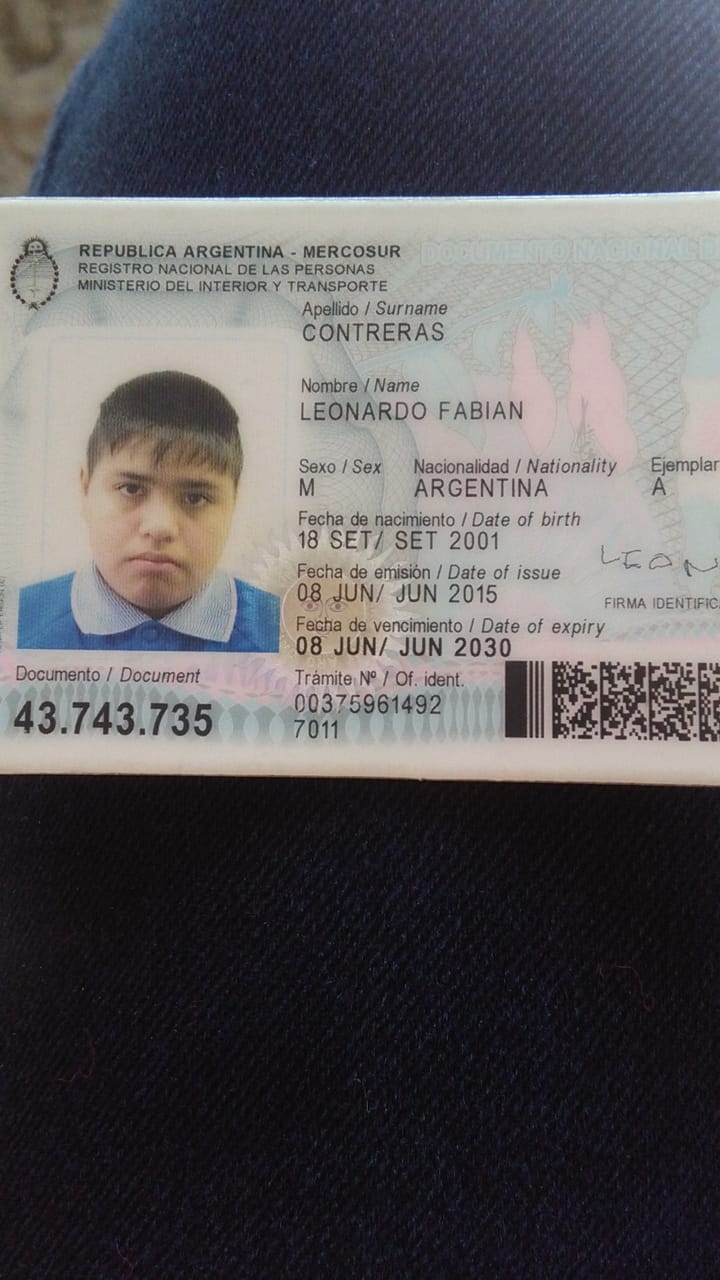 DOCUMENTO NACIONAL
REPUBLICA ARGENTINA - MERCOSUR
REGISTRO NACIONAL DE LAS PERSONAS
MINISTERIO DEL INTERIOR Y TRANSPORTE
Apellido / Surname
CONTRERAS
Nombre / Name
LEONARDO FABIAN
Sexo / Sex Nacionalidad / Nationality Ejemplar
M ARGENTINA A
Fecha de nacimiento / Date of birth
18 SET/ SET 2001
Fecha de emisión / Date of issue
08 JUN/ JUN 2015
LEON
FIRMA IDENTIFIC
Fecha de vencimiento / Date of expiry
08 JUN/ JUN 2030
Documento / Document
43.743.735
Trámite Nº / Of. ident.
00375961492
7011